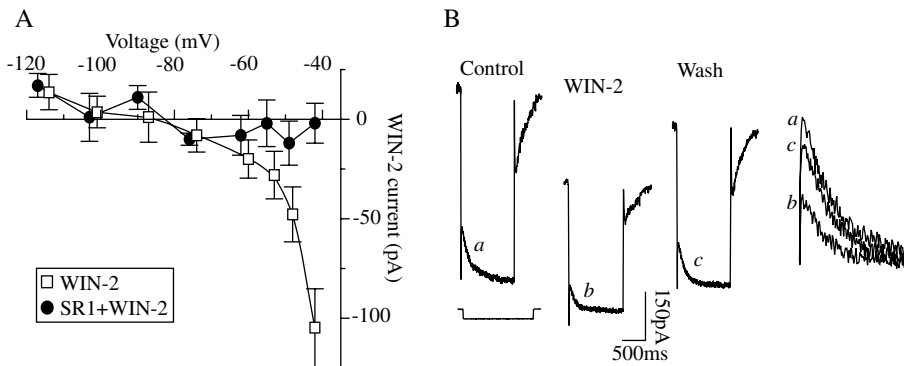 A
Voltage (mV)
-120 -100 -80 -60 -40
0
-50
-100
WIN-2 current (pA)
WIN-2
SR1+WIN-2
B
Control
WIN-2
Wash
a
b
c
a
c
b
150pA
500ms